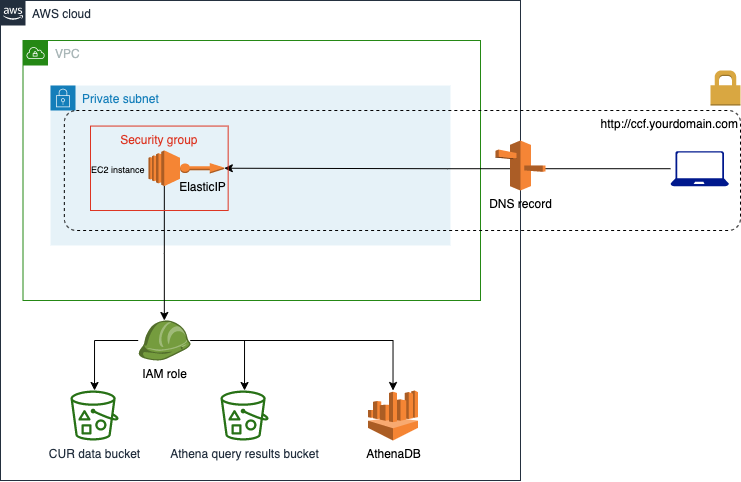 aws
AWS cloud
VPC
Private subnet
http://ccf.yourdomain.com
Security group
EC2 instance
ElasticIP
DNS record
IAM role
CUR data bucket
Athena query results bucket
AthenaDB